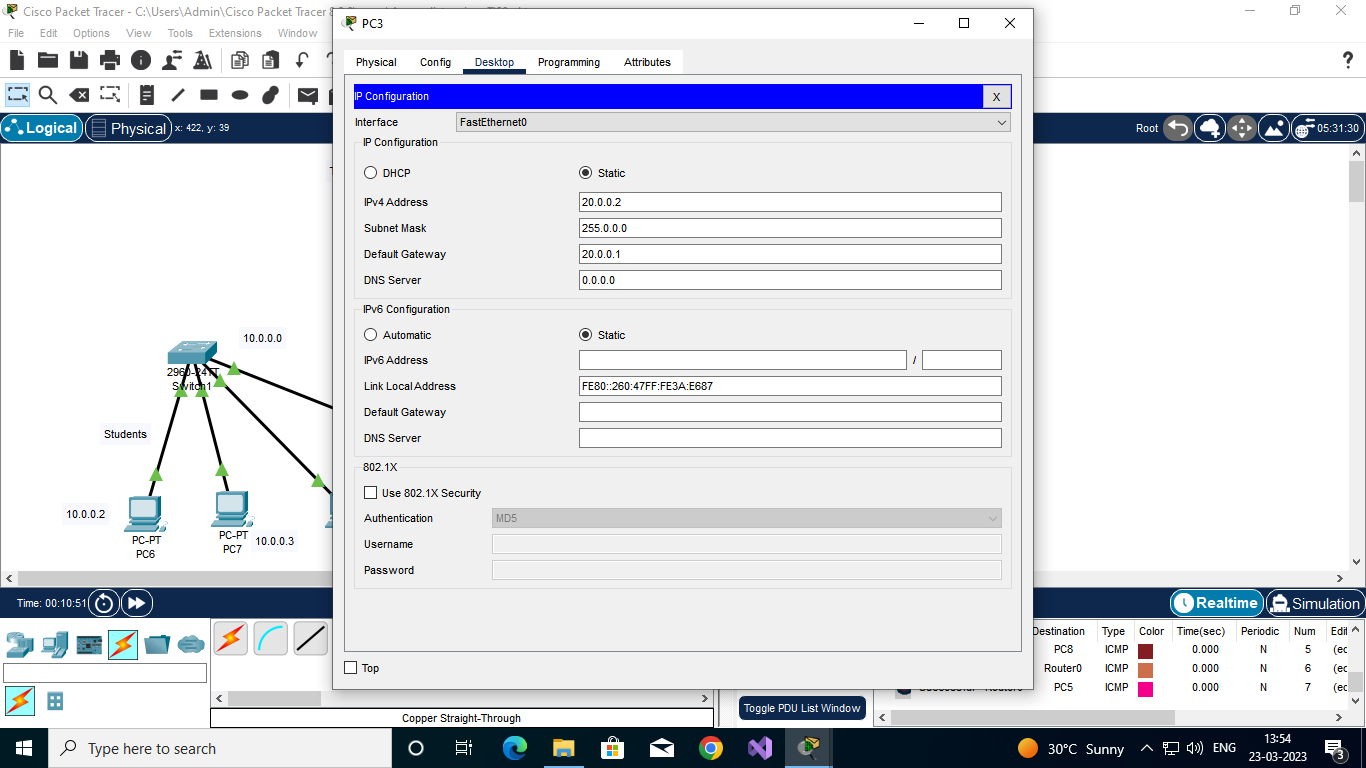 Cisco Packet Tracer - C:\Users\Admin\Cisco Packet Tracer 8
File Edit Options View Tools Extensions Window
PC3
Physical Config Desktop Programming Attributes
IP Configuration X
Interface FastEthernet0
IP Configuration
DHCP Static
IPv4 Address 20.0.0.2
Subnet Mask 255.0.0.0
Default Gateway 20.0.0.1
DNS Server 0.0.0.0
IPv6 Configuration
Automatic Static
IPv6 Address /
Link Local Address FE80::260:47FF:FE3A:E687
Default Gateway
DNS Server
802.1X
Use 802.1X Security
Authentication MD5
Username
Password
Top
Logical Physical x: 422, y: 39
Root 05:31:30
10.0.0.0
2960-24TT
Switch1
Students
10.0.0.2
PC-PT
PC6
PC-PT
PC7
10.0.0.3
Time: 00:10:51
Realtime Simulation
Copper Straight-Through
Toggle PDU List Window
Destination Type Color Time(sec) Periodic Num Edi
PC8 ICMP 0.000 N 5 (ec
Router0 ICMP 0.000 N 6 (ec
PC5 ICMP 0.000 N 7 (ec
Type here to search
30°C Sunny ENG 13:54
23-03-2023
3